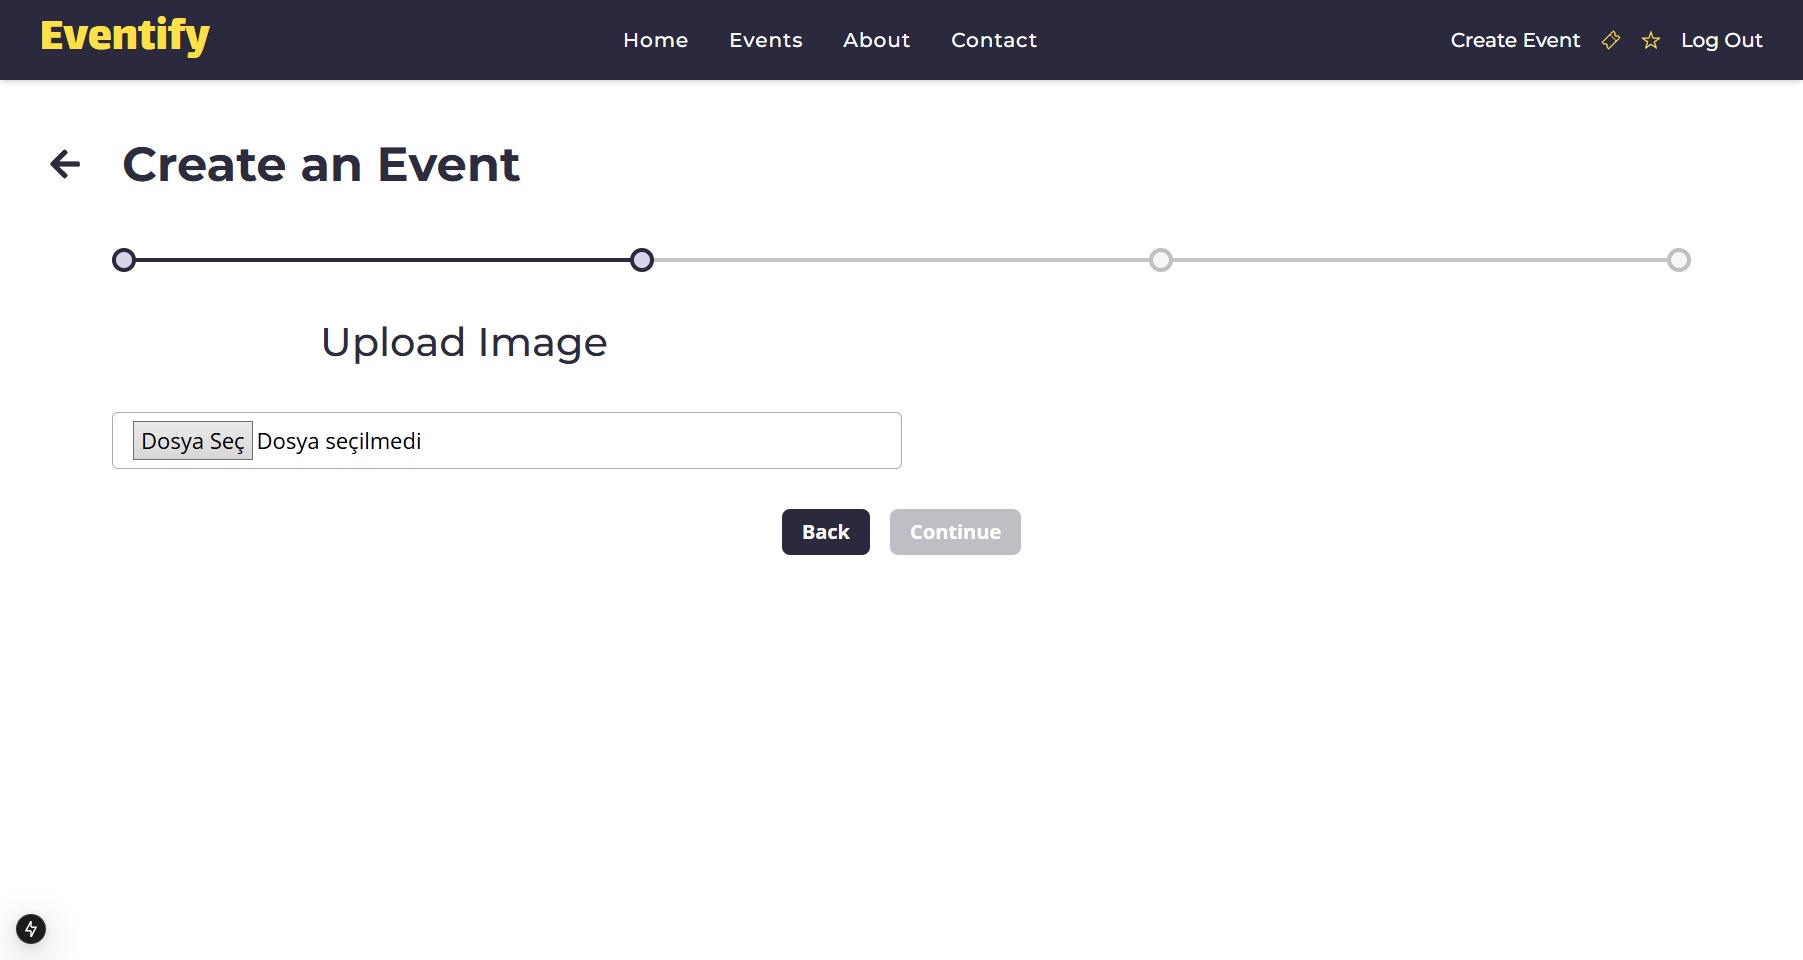 Eventify
Home Events About Contact
Create Event Log Out
Create an Event
Upload Image
Dosya Seç Dosya seçilmedi
Back Continue